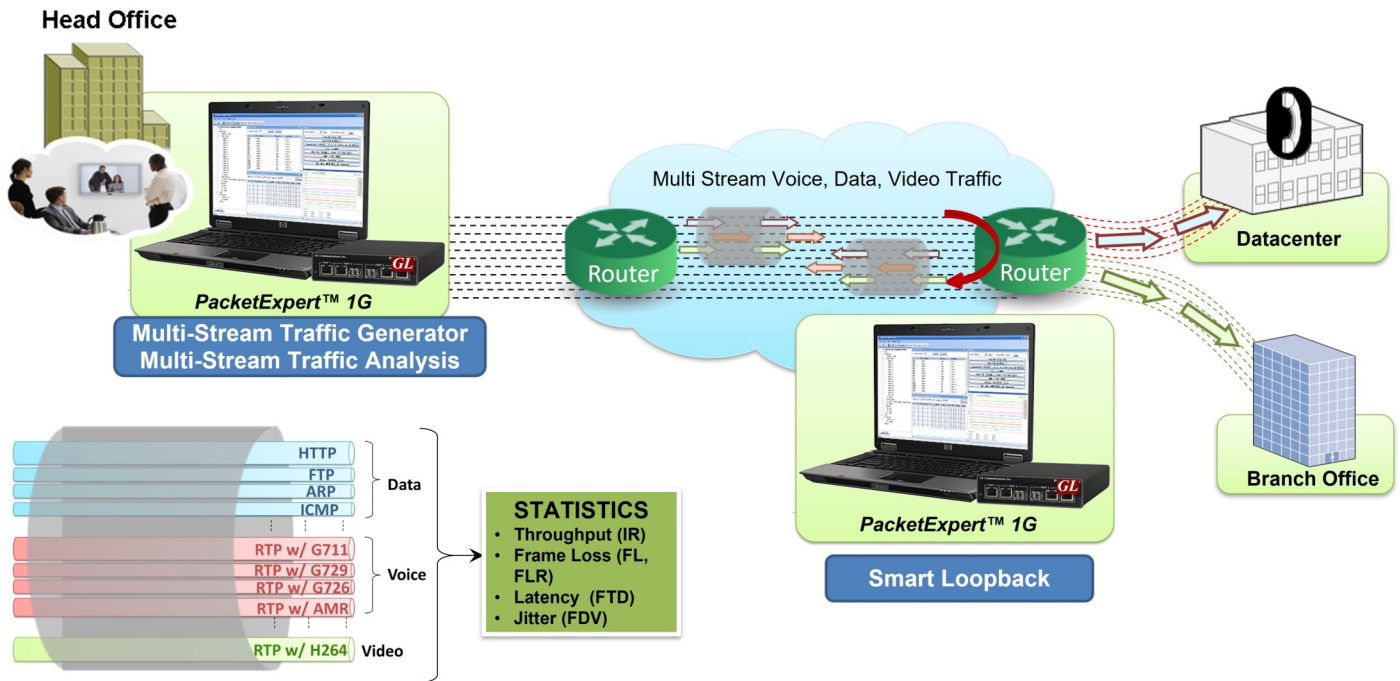 Head Office
Multi Stream Voice, Data, Video Traffic
Router
Router
Datacenter
GL
PacketExpert™ 1G
Multi-Stream Traffic Generator
Multi-Stream Traffic Analysis
Branch Office
GL
PacketExpert™ 1G
Smart Loopback
HTTP
FTP
ARP
ICMP
Data
RTP w/ G711
RTP w/ G729
RTP w/ G726
RTP w/ AMR
Voice
RTP w/ H264
Video
STATISTICS
• Throughput (IR)
• Frame Loss (FL,
FLR)
• Latency (FTD)
• Jitter (FDV)